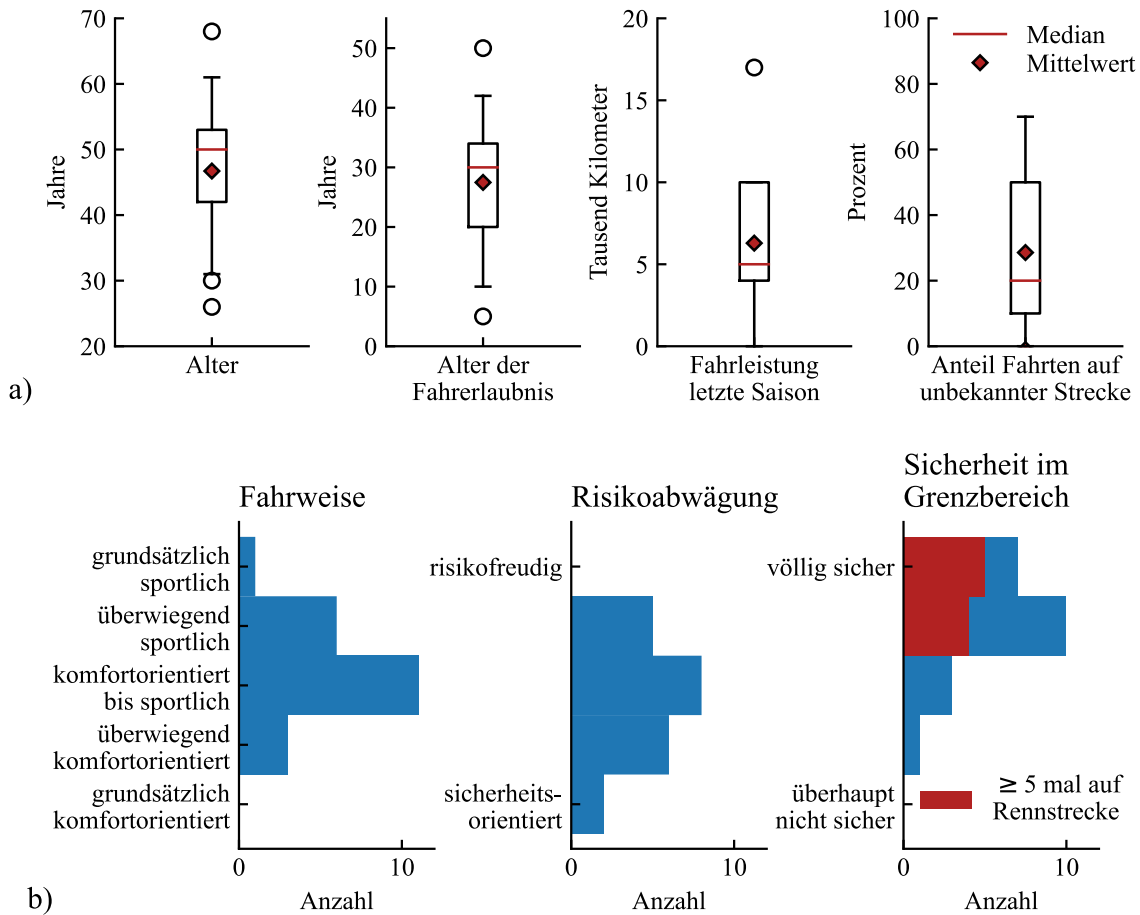 70
60
50
40
30
20
Jahre
Alter
50
40
30
20
10
0
Jahre
Alter der
Fahrerlaubnis
20
15
10
5
0
Tausend Kilometer
Fahrleistung
letzte Saison
100
80
60
40
20
0
Prozent
Median
Mittelwert
Anteil Fahrten auf
unbekannter Strecke
a)
Fahrweise
grundsätzlich
sportlich
überwiegend
sportlich
komfortorientiert
bis sportlich
überwiegend
komfortorientiert
grundsätzlich
komfortorientiert
0
10
Anzahl
Risikoabwägung
risikofreudig
sicherheits-
orientiert
0
10
Anzahl
Sicherheit im
Grenzbereich
völlig sicher
überhaupt
nicht sicher
≥ 5 mal auf
Rennstrecke
0
10
Anzahl
b)